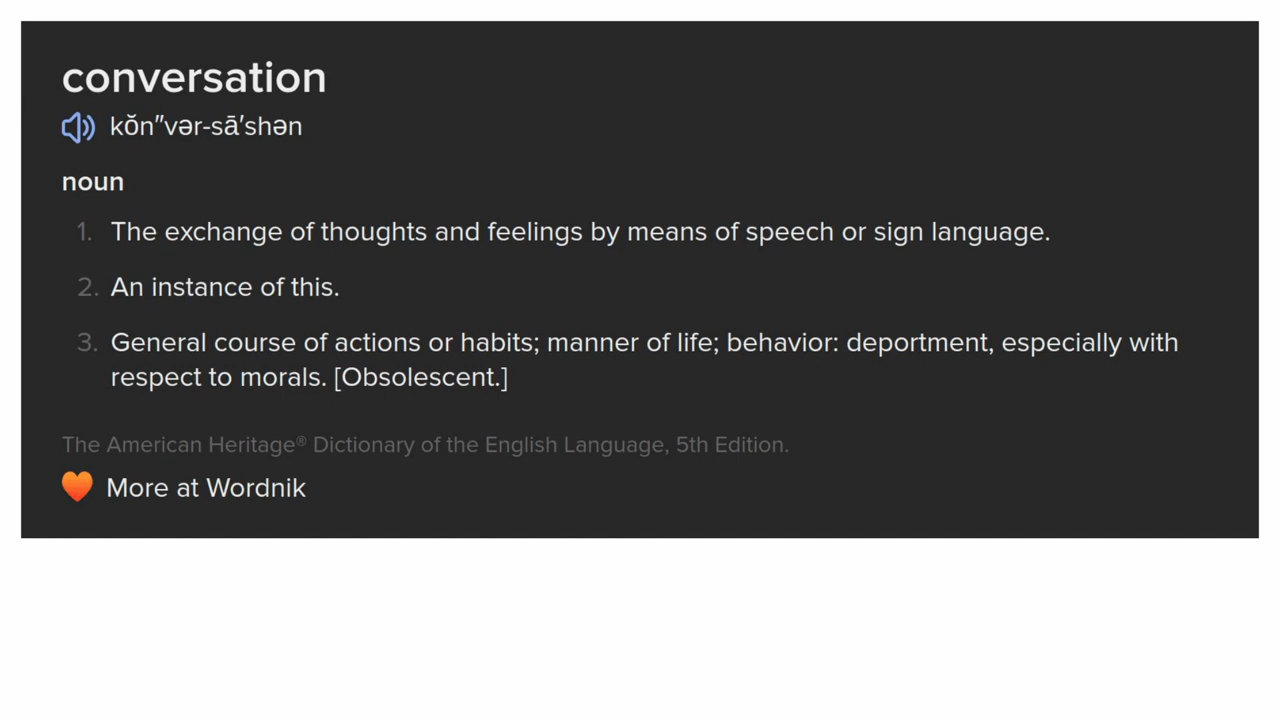 conversation
kŏn″vər-sā′shən
noun
1. The exchange of thoughts and feelings by means of speech or sign language.
2. An instance of this.
3. General course of actions or habits; manner of life; behavior: deportment, especially with
respect to morals. [Obsolescent.]
The American Heritage® Dictionary of the English Language, 5th Edition.
More at Wordnik